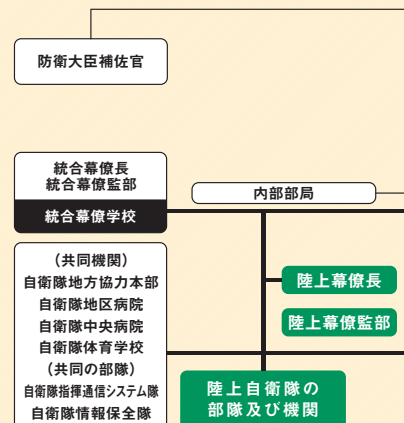 防衛大臣補佐官
統合幕僚長
統合幕僚監部
統合幕僚学校
内部部局
(共同機関)
自衛隊地方協力本部
自衛隊地区病院
自衛隊中央病院
自衛隊体育学校
(共同の部隊)
自衛隊指揮通信システム隊
自衛隊情報保全隊
陸上幕僚長
陸上幕僚監部
陸上自衛隊の
部隊及び機関